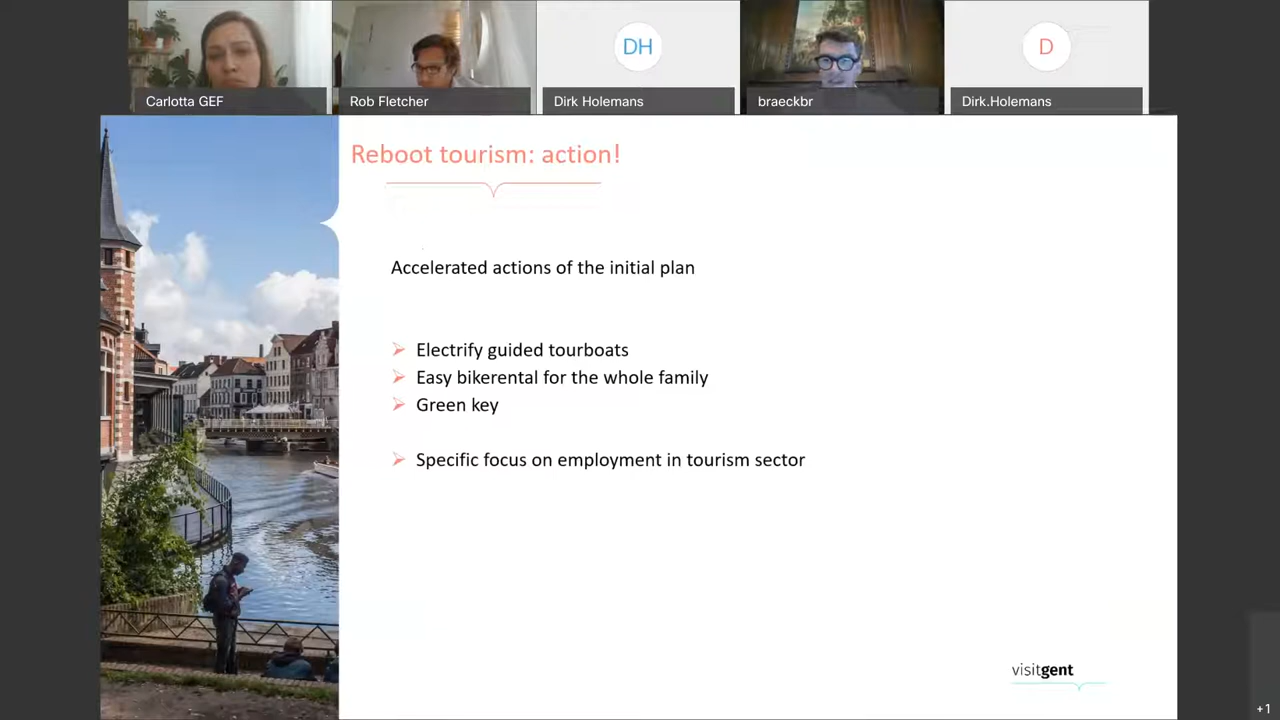 DH
D
Carlotta GEF
Rob Fletcher
Dirk Holemans
braeckbr
Dirk.Holemans
Reboot tourism: action!
Accelerated actions of the initial plan
Electrify guided tourboats
Easy bikerental for the whole family
Green key
Specific focus on employment in tourism sector
visitgent
+1